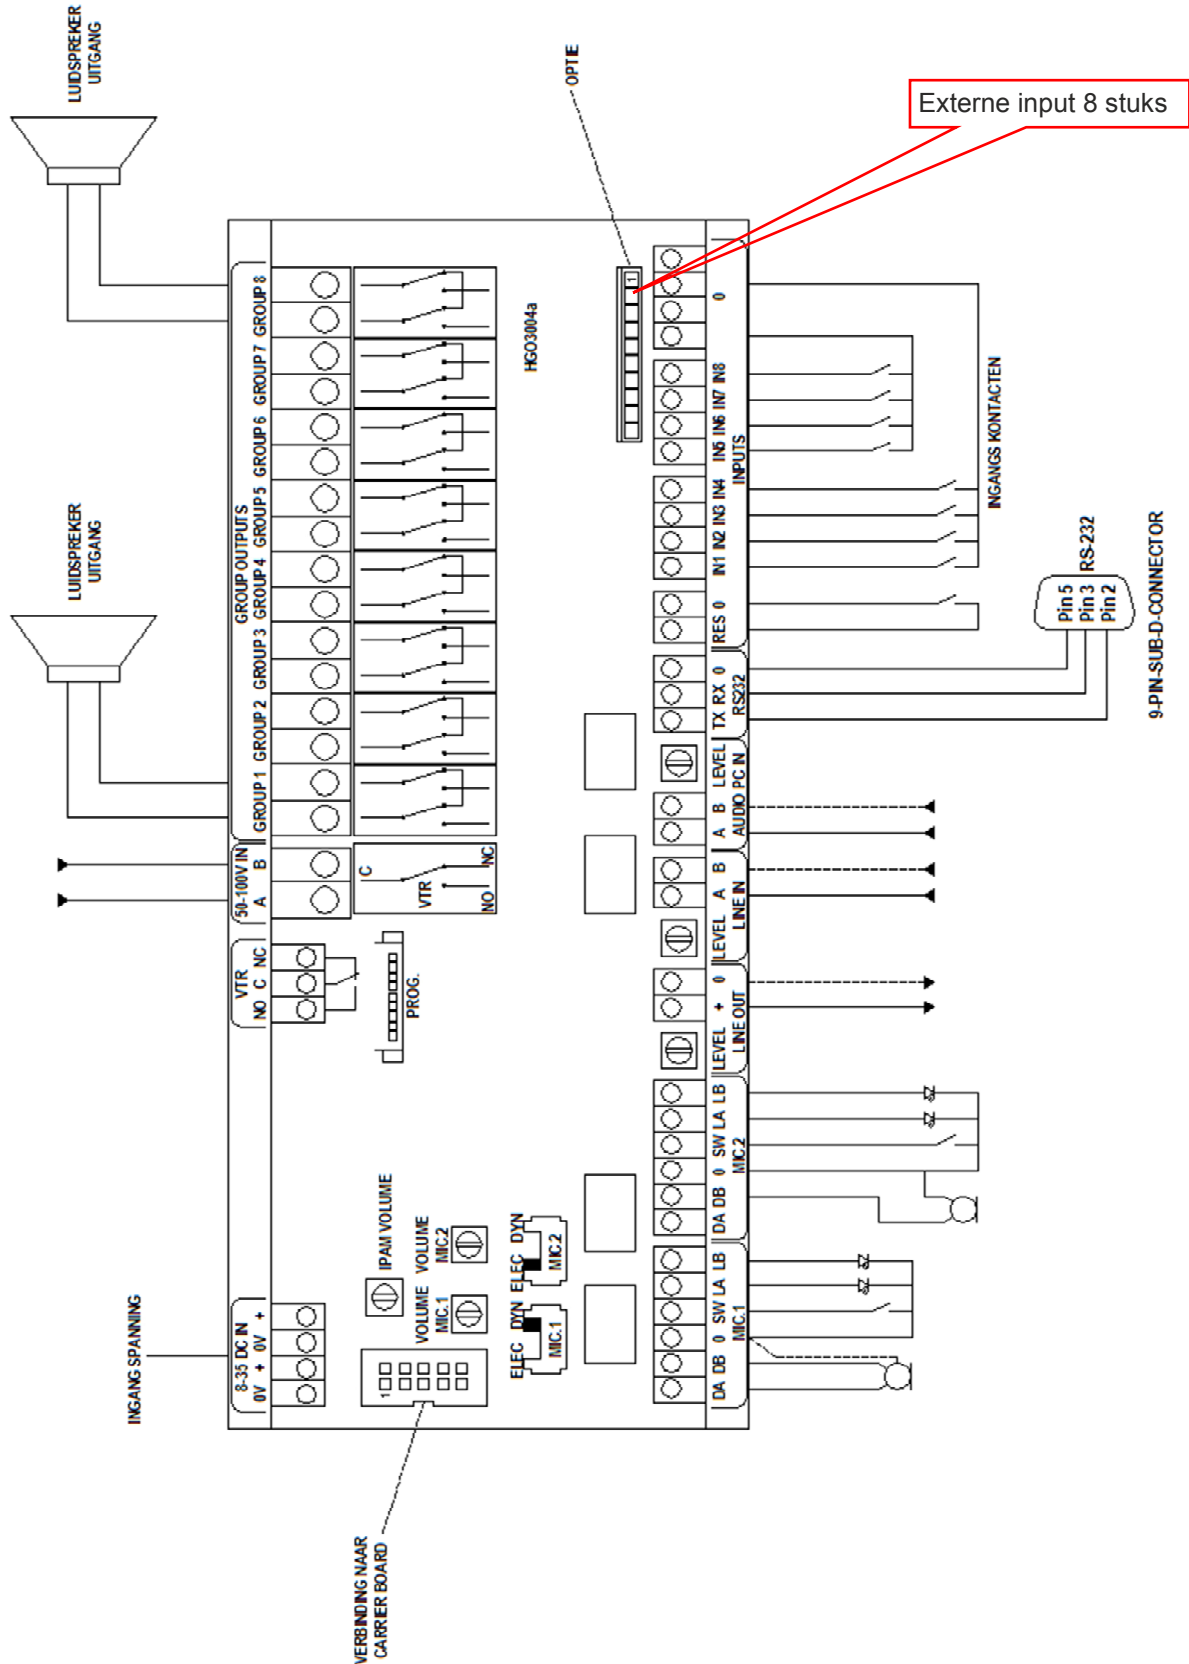 LUIDSPREKER
UITGANG
LUIDSPREKER
UITGANG
OPTIE
Externe input 8 stuks
INGANG SPANNING
8-35 DC IN
0V + 0V +
VTR
NO C NC
50-100V IN
A B
GROUP OUTPUTS
GROUP 1 GROUP 2 GROUP 3 GROUP 4 GROUP 5 GROUP 6 GROUP 7 GROUP 8
C
VTR
NO NC
PROG.
HGO3004a
1
IPAM VOLUME
VOLUME
MIC.1
VOLUME
MIC.2
1
ELEC DYN
MIC.1
ELEC DYN
MIC.2
VERBINDING NAAR
CARRIER BOARD
DA DB 0 SW LA LB
MIC.1
DA DB 0 SW LA LB
MIC.2
LEVEL + 0
LINE OUT
LEVEL A B
LINE IN
A B LEVEL
AUDIO PC IN
TX RX 0
RS232
RES 0
IN1 IN2 IN3 IN4 IN5 IN6 IN7 IN8 0
INPUTS
INGANGS KONTACTEN
RS-232
Pin 5
Pin 3
Pin 2
9-PIN-SUB-D-CONNECTOR